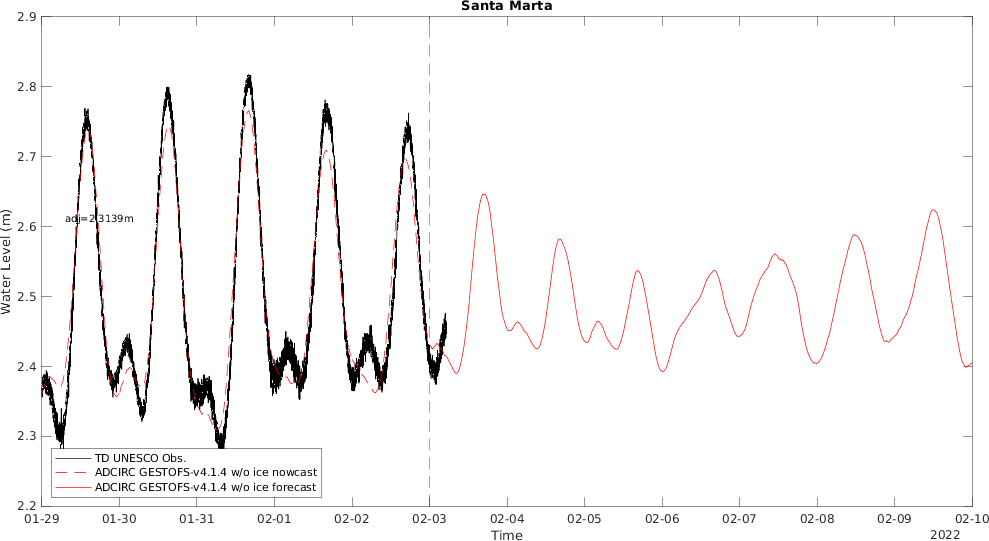 Santa Marta
2.9
2.8
2.7
2.6
2.5
2.4
2.3
2.2
Water Level (m)
adj=2.3139m
TD UNESCO Obs.
ADCIRC GESTOFS-v4.1.4 w/o ice nowcast
ADCIRC GESTOFS-v4.1.4 w/o ice forecast
01-29 01-30 01-31 02-01 02-02 02-03 02-04 02-05 02-06 02-07 02-08 02-09 02-10
Time
2022